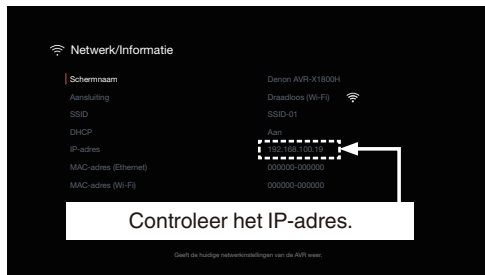 Netwerk/Informatie
Schermnaam Denon AVR-X1800H
Aansluiting Draadloos (Wi-Fi)
SSID SSID-01
DHCP Aan
IP-adres 192.168.100.19
MAC-adres (Ethernet) 000000-000000
MAC-adres (Wi-Fi) 000000-000000
Controleer het IP-adres.
Geeft de huidige netwerkinstellingen van de AVR weer.